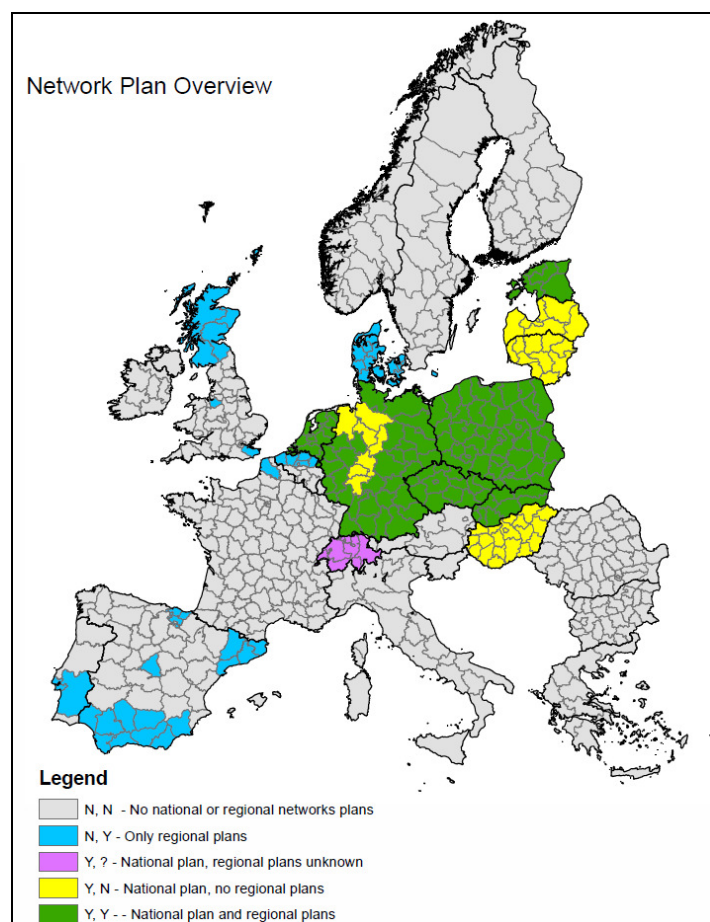 Network Plan Overview
Legend
N, N - No national or regional networks plans
N, Y - Only regional plans
Y, ? - National plan, regional plans unknown
Y, N - National plan, no regional plans
Y, Y - - National plan and regional plans